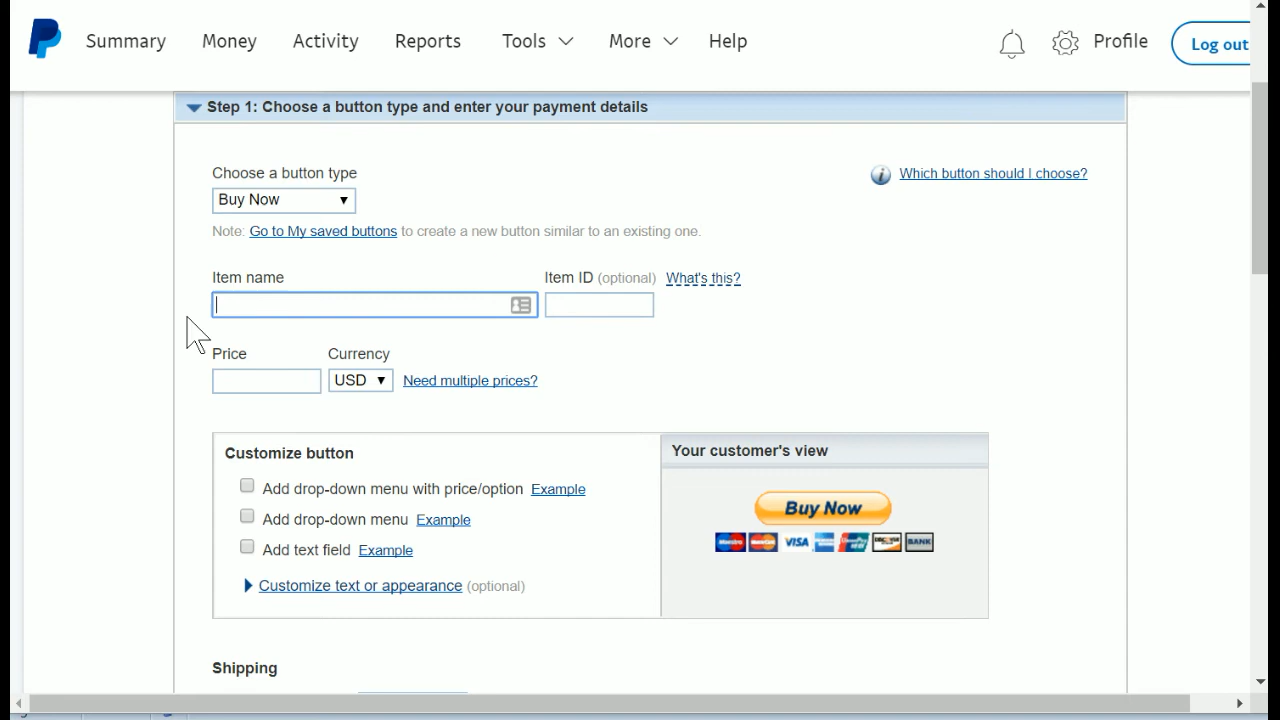 Summary Money Activity Reports Tools More Help Profile Log out
Step 1: Choose a button type and enter your payment details
Choose a button type
Which button should I choose?
Buy Now
Note: Go to My saved buttons to create a new button similar to an existing one.
Item name Item ID (optional) What's this?
Price Currency
USD Need multiple prices?
Customize button
Your customer's view
Add drop-down menu with price/option Example
Buy Now
Add drop-down menu Example
VISA BANK
Add text field Example
Customize text or appearance (optional)
Shipping